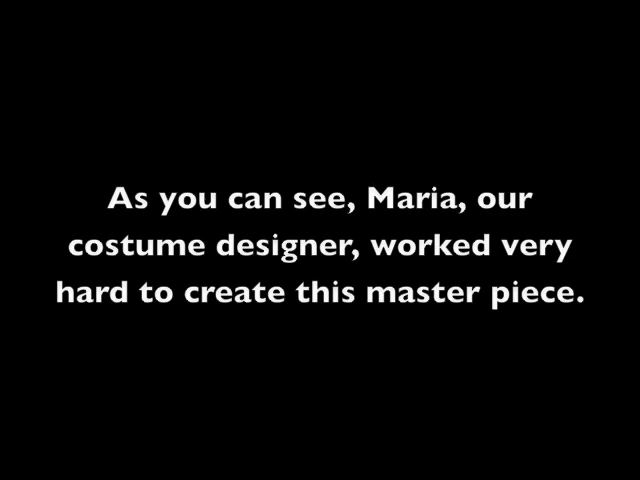 As you can see, Maria, our
costume designer, worked very
hard to create this master piece.